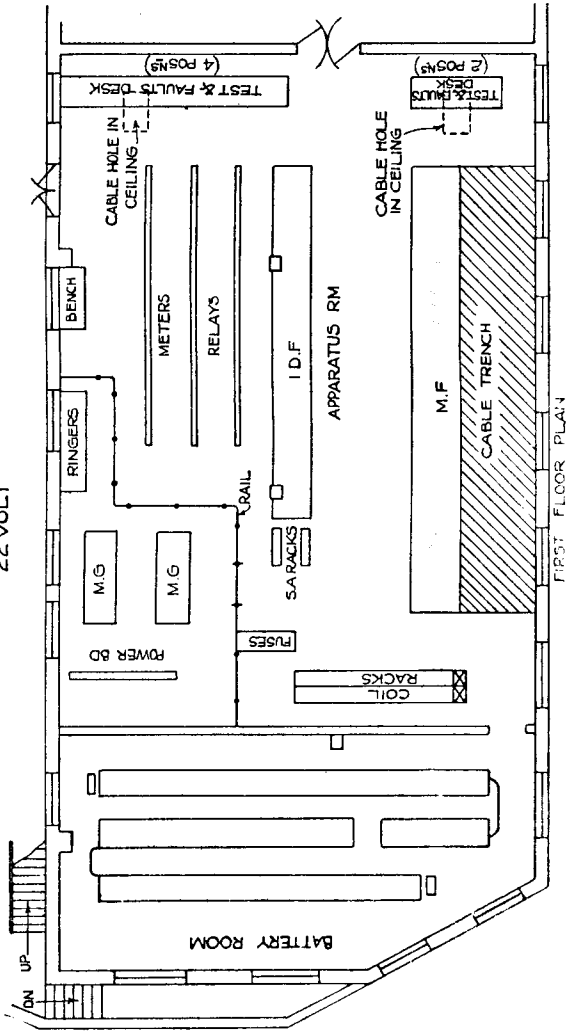 22 VOLT
UP
DN
BATTERY ROOM
POWER BD
M.G
M.G
RINGERS
BENCH
CABLE HOLE IN
CEILING
TEST & FAULTS DESK
(4 POSNS)
METERS
RELAYS
RAIL
FUSES
S.A RACKS
I D.F
APPARATUS RM
COIL
RACKS
CABLE HOLE
IN CEILING
TEST & FAULTS
DESK
(2 POSNS)
M.F
CABLE TRENCH
FIRST FLOOR PLAN